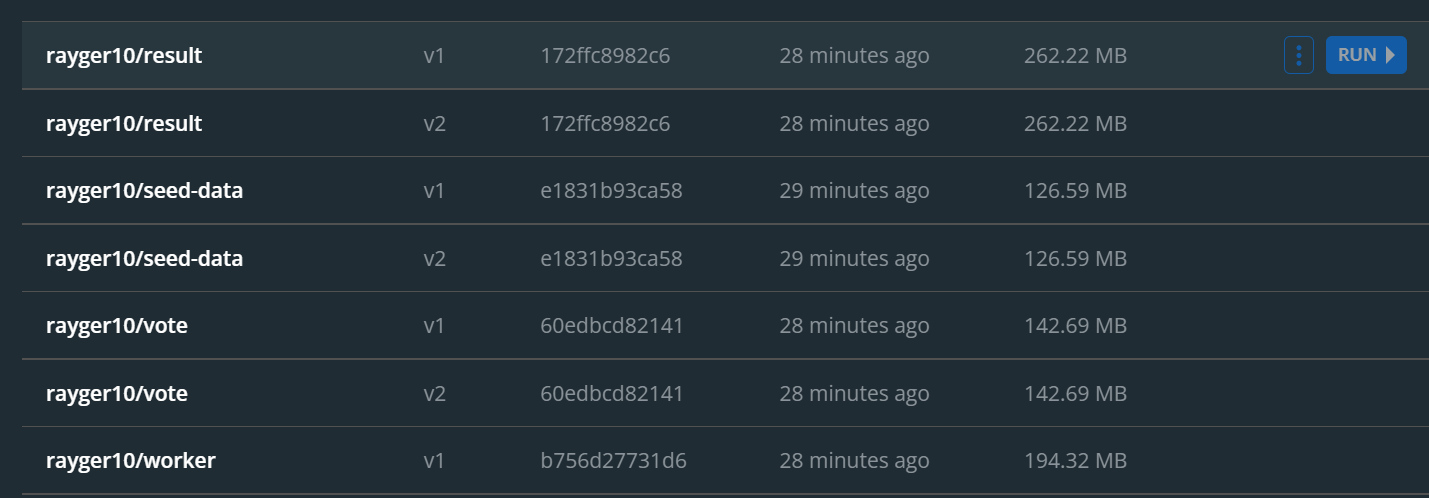 rayger10/result v1 172ffc8982c6 28 minutes ago 262.22 MB RUN
rayger10/result v2 172ffc8982c6 28 minutes ago 262.22 MB
rayger10/seed-data v1 e1831b93ca58 29 minutes ago 126.59 MB
rayger10/seed-data v2 e1831b93ca58 29 minutes ago 126.59 MB
rayger10/vote v1 60edbcd82141 28 minutes ago 142.69 MB
rayger10/vote v2 60edbcd82141 28 minutes ago 142.69 MB
rayger10/worker v1 b756d27731d6 28 minutes ago 194.32 MB